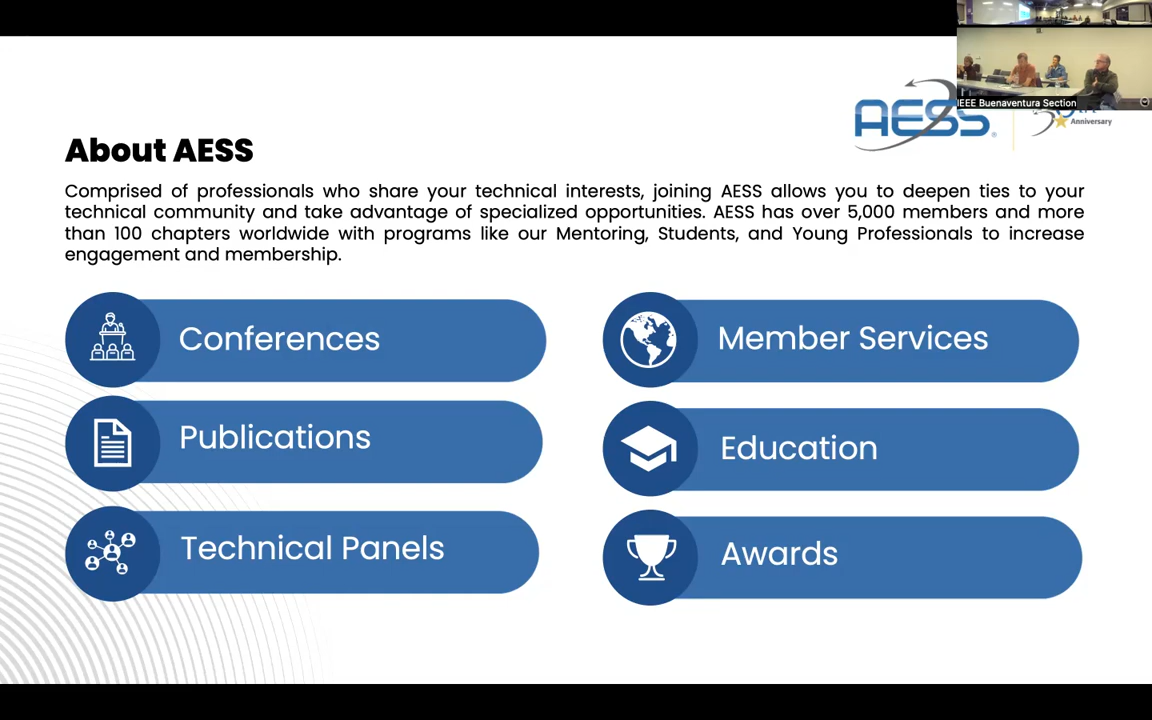 IEEE Buenaventura Section
AESS
Anniversary
About AESS
Comprised of professionals who share your technical interests, joining AESS allows you to deepen ties to your
technical community and take advantage of specialized opportunities. AESS has over 5,000 members and more
than 100 chapters worldwide with programs like our Mentoring, Students, and Young Professionals to increase
engagement and membership.
Conferences
Member Services
Publications
Education
Technical Panels
Awards